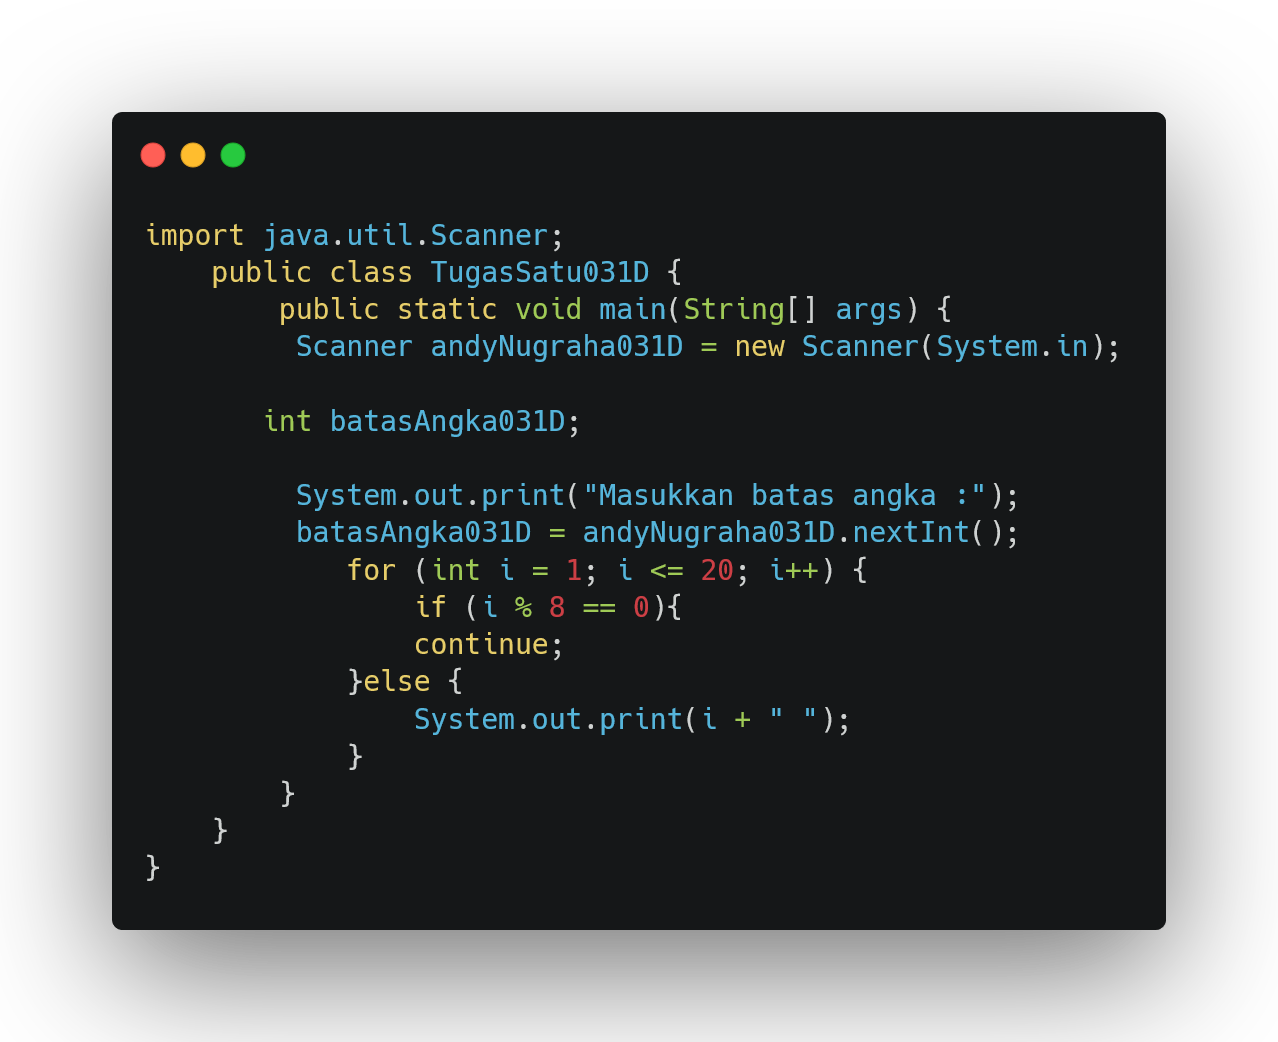 import java.util.Scanner;
    public class TugasSatu031D {
        public static void main(String[] args) {
         Scanner andyNugraha031D = new Scanner(System.in);

       int batasAngka031D;

         System.out.print("Masukkan batas angka :");
         batasAngka031D = andyNugraha031D.nextInt();
            for (int i = 1; i <= 20; i++) {
                if (i % 8 == 0){
                continue;
            }else {
                System.out.print(i + " ");
            }
        }
    }
}